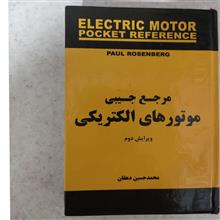 ELECTRIC MOTOR
POCKET REFERENCE
PAUL ROSENBERG
مرجع جیبی
موتورهای الکتریکی
ویرایش دوم
محمدحسین دهقان